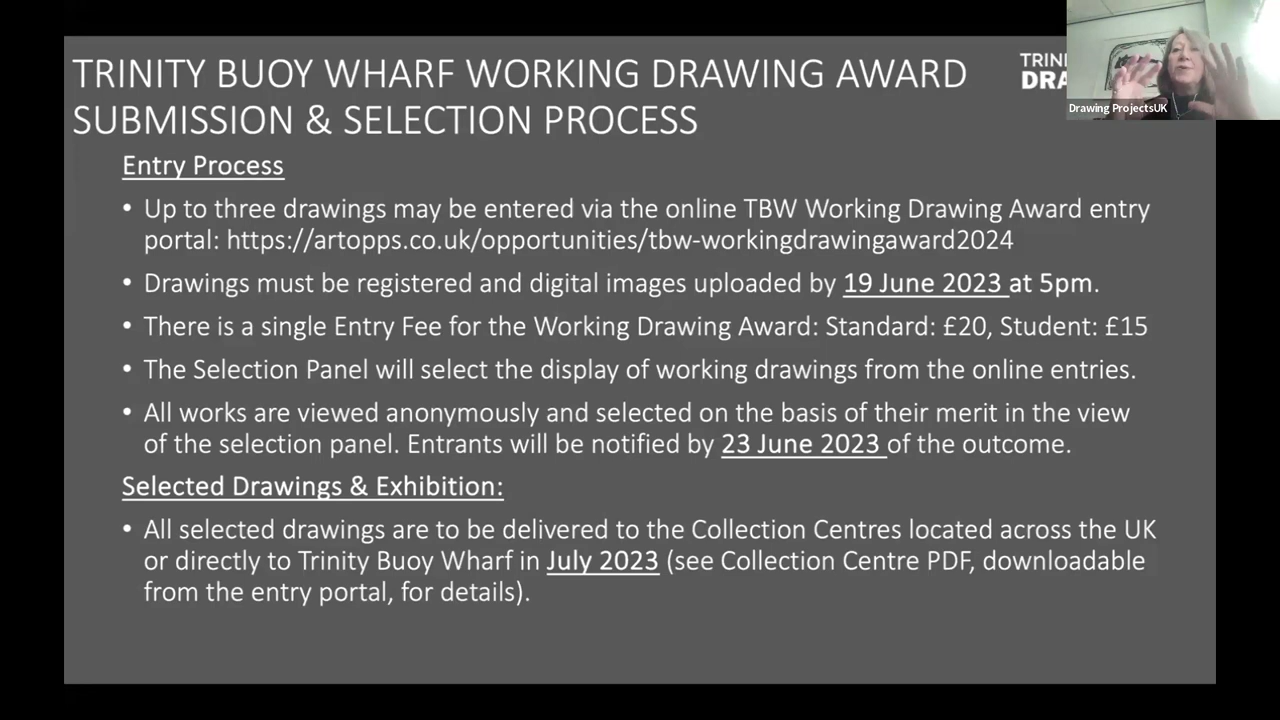 TRINITY BUOY WHARF WORKING DRAWING AWARD
SUBMISSION & SELECTION PROCESS
Drawing ProjectsUK
Entry Process
• Up to three drawings may be entered via the online TBW Working Drawing Award entry
portal: https://artopps.co.uk/opportunities/tbw-workingdrawingaward2024
• Drawings must be registered and digital images uploaded by 19 June 2023 at 5pm.
• There is a single Entry Fee for the Working Drawing Award: Standard: £20, Student: £15
• The Selection Panel will select the display of working drawings from the online entries.
• All works are viewed anonymously and selected on the basis of their merit in the view
of the selection panel. Entrants will be notified by 23 June 2023 of the outcome.
Selected Drawings & Exhibition:
• All selected drawings are to be delivered to the Collection Centres located across the UK
or directly to Trinity Buoy Wharf in July 2023 (see Collection Centre PDF, downloadable
from the entry portal, for details).